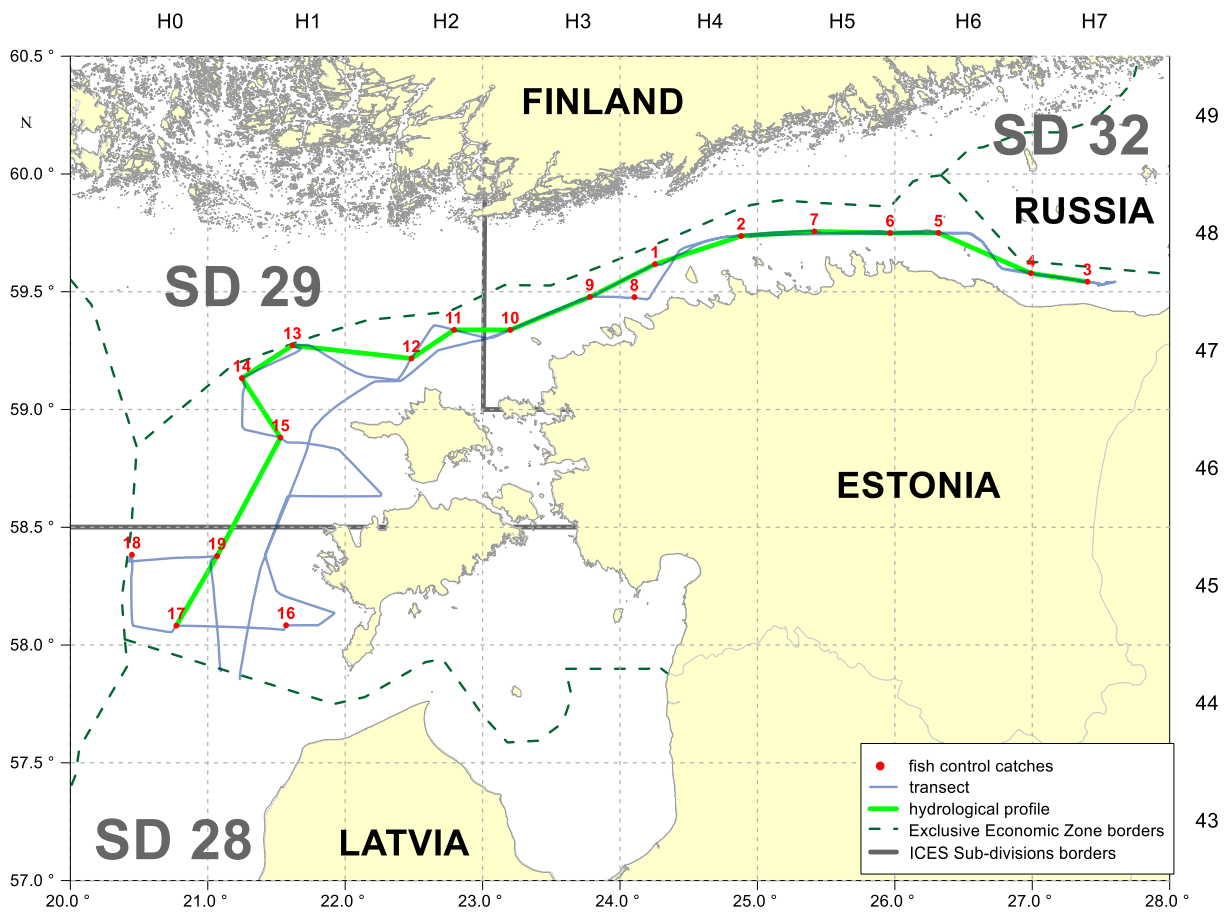 H0 H1 H2 H3 H4 H5 H6 H7
60.5 °
FINLAND
49
N
SD 32
60.0 °
RUSSIA
48
7
2 6 5
1
4 3
SD 29
59.5 °
9 8
11 10
13
12
47
14
59.0 °
15
46
ESTONIA
58.5 °
18 19
45
17 16
58.0 °
44
57.5 °
fish control catches
transect
hydrological profile
Exclusive Economic Zone borders
ICES Sub-divisions borders
43
SD 28
LATVIA
57.0 °
20.0 ° 21.0 ° 22.0 ° 23.0 ° 24.0 ° 25.0 ° 26.0 ° 27.0 ° 28.0 °